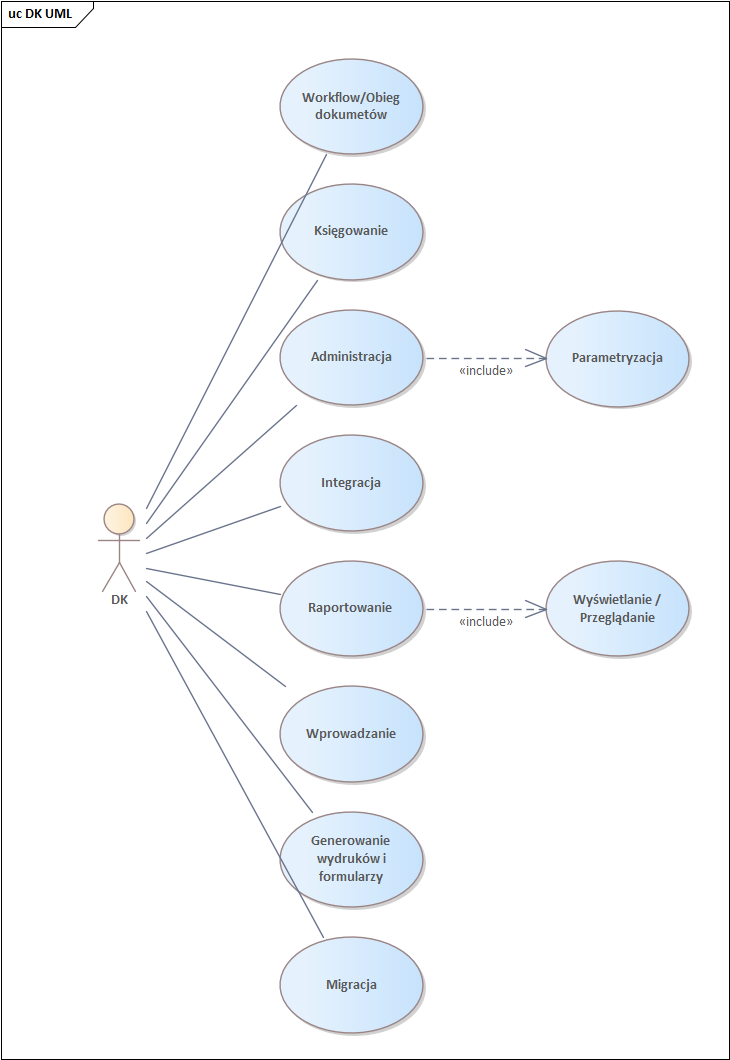 uc DK UML
Workflow/Obieg
dokumetów
Księgowanie
Administracja
«include»
Parametryzacja
Integracja
DK
Raportowanie
«include»
Wyświetlanie /
Przeglądanie
Wprowadzanie
Generowanie
wydruków i
formularzy
Migracja